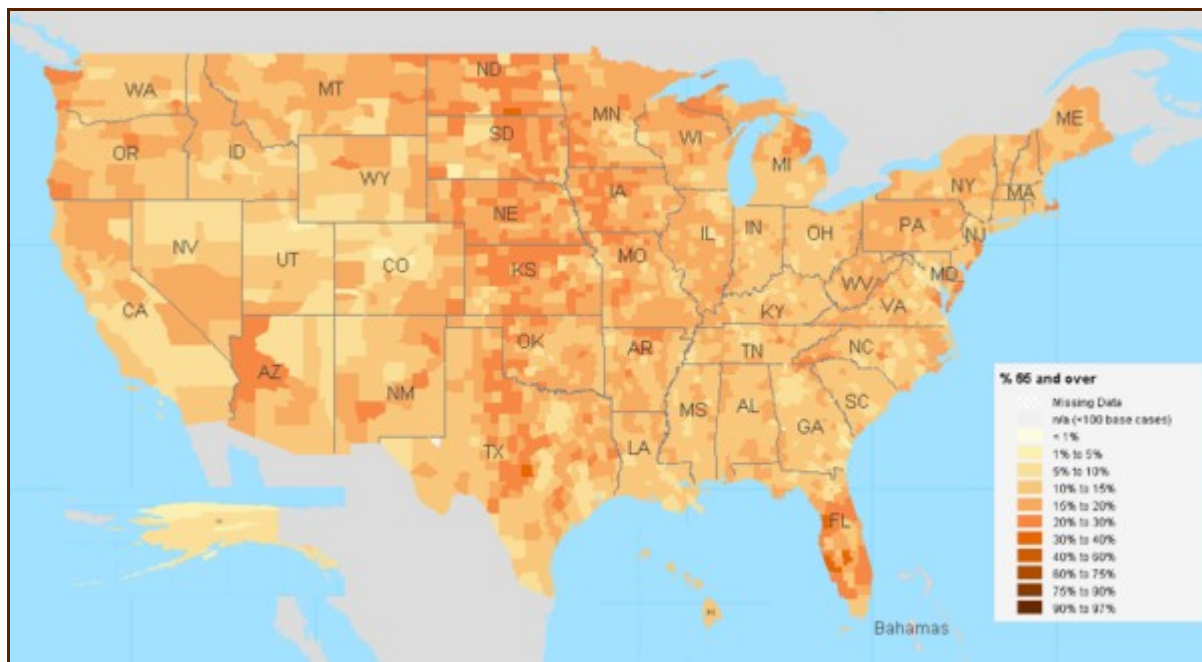 WA
MT
ND
MN
ME
OR
ID
SD
WI
MI
NY
MA
WY
IA
NE
PA
NJ
NV
UT
CO
IL
IN
OH
MD
KS
MO
WV
VA
CA
KY
OK
TN
NC
AZ
NM
AR
SC
MS
AL
GA
TX
LA
FL
HI
Bahamas
% 65 and over
Missing Data
n/a (<100 base cases)
< 1%
1% to 5%
5% to 10%
10% to 15%
15% to 20%
20% to 30%
30% to 40%
40% to 60%
60% to 75%
75% to 90%
90% to 97%